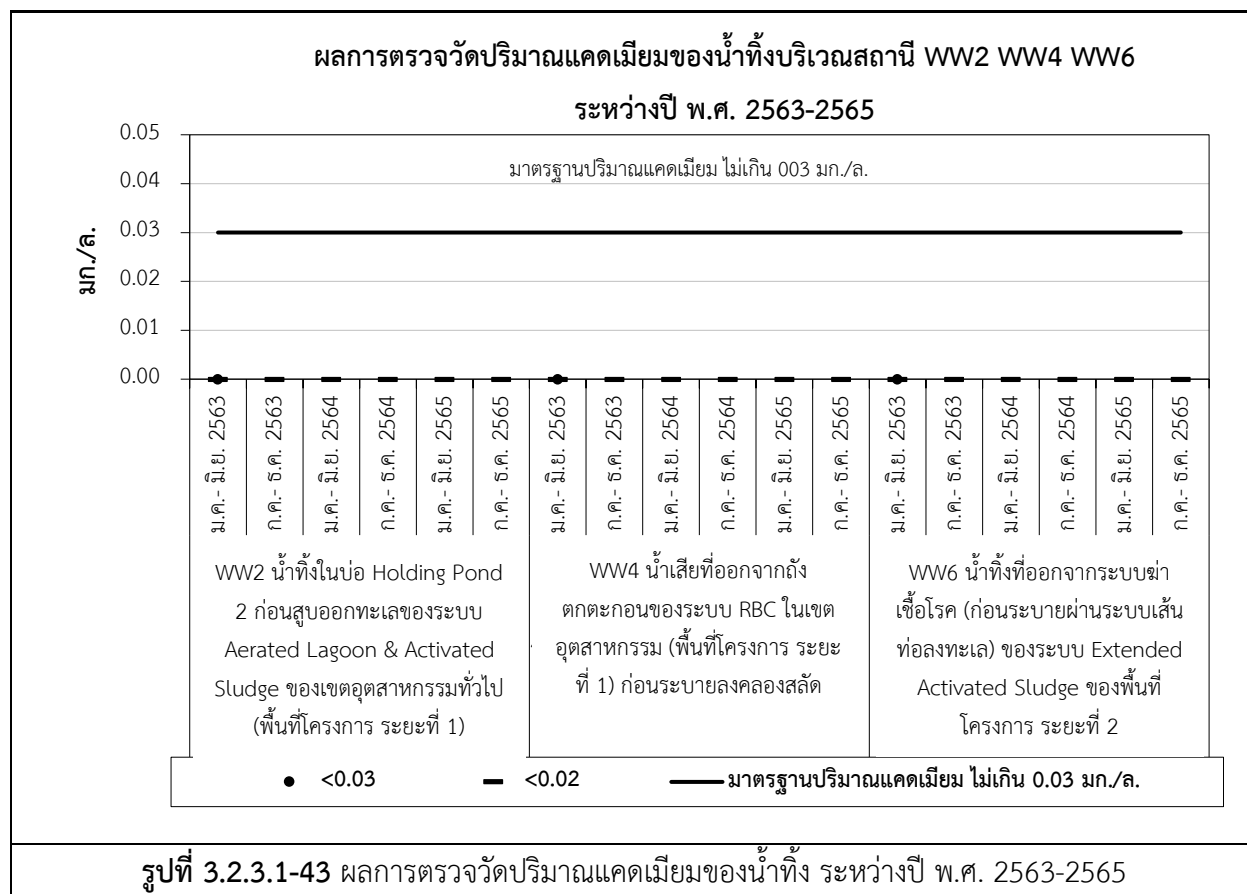 ผลการตรวจวัดปริมาณแคดเมียมของน้ำทิ้งบริเวณสถานี WW2 WW4 WW6
ระหว่างปี พ.ศ. 2563-2565
มาตรฐานปริมาณแคดเมียม ไม่เกิน 003 มก./ล.
มก./ล.
0.05
0.04
0.03
0.02
0.01
0.00
ม.ค.- มิ.ย. 2563
ก.ค.- ธ.ค. 2563
ม.ค.- มิ.ย. 2564
ก.ค.- ธ.ค. 2564
ม.ค.- มิ.ย. 2565
ก.ค.- ธ.ค. 2565
ม.ค.- มิ.ย. 2563
ก.ค.- ธ.ค. 2563
ม.ค.- มิ.ย. 2564
ก.ค.- ธ.ค. 2564
ม.ค.- มิ.ย. 2565
ก.ค.- ธ.ค. 2565
ม.ค.- มิ.ย. 2563
ก.ค.- ธ.ค. 2563
ม.ค.- มิ.ย. 2564
ก.ค.- ธ.ค. 2564
ม.ค.- มิ.ย. 2565
ก.ค.- ธ.ค. 2565
WW2 น้ำทิ้งในบ่อ Holding Pond
2 ก่อนสูบออกทะเลของระบบ
Aerated Lagoon & Activated
Sludge ของเขตอุตสาหกรรมทั่วไป
(พื้นที่โครงการ ระยะที่ 1)
WW4 น้ำเสียที่ออกจากถัง
ตกตะกอนของระบบ RBC ในเขต
อุตสาหกรรม (พื้นที่โครงการ ระยะ
ที่ 1) ก่อนระบายลงคลองสลัด
WW6 น้ำทิ้งที่ออกจากระบบฆ่า
เชื้อโรค (ก่อนระบายผ่านระบบเส้น
ท่อลงทะเล) ของระบบ Extended
Activated Sludge ของพื้นที่
โครงการ ระยะที่ 2
<0.03
<0.02
มาตรฐานปริมาณแคดเมียม ไม่เกิน 0.03 มก./ล.
รูปที่ 3.2.3.1-43 ผลการตรวจวัดปริมาณแคดเมียมของน้ำทิ้ง ระหว่างปี พ.ศ. 2563-2565